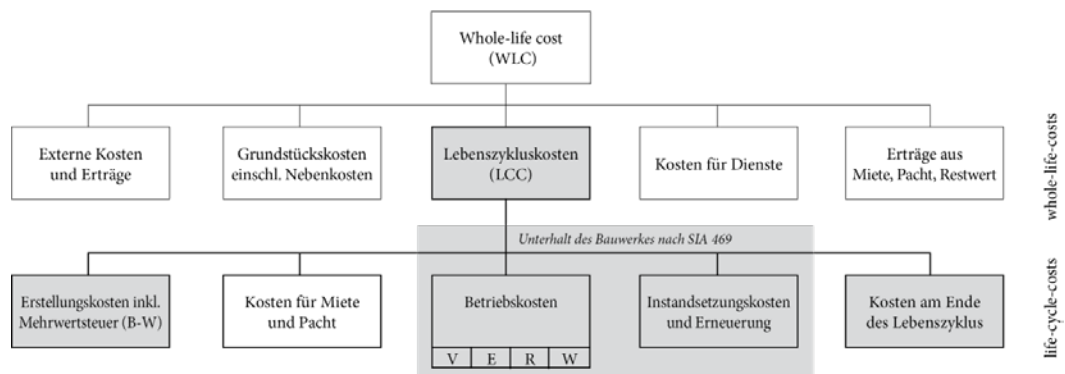 Whole-life cost
(WLC)
Externe Kosten
und Erträge
Grundstückskosten
einschl. Nebenkosten
Lebenszykluskosten
(LCC)
Kosten für Dienste
Erträge aus
Miete, Pacht, Restwert
whole-life-costs
Unterhalt des Bauwerkes nach SIA 469
Erstellungskosten inkl.
Mehrwertsteuer (B-W)
Kosten für Miete
und Pacht
Betriebskosten
V E R W
Instandsetzungskosten
und Erneuerung
Kosten am Ende
des Lebenszyklus
life-cycle-costs